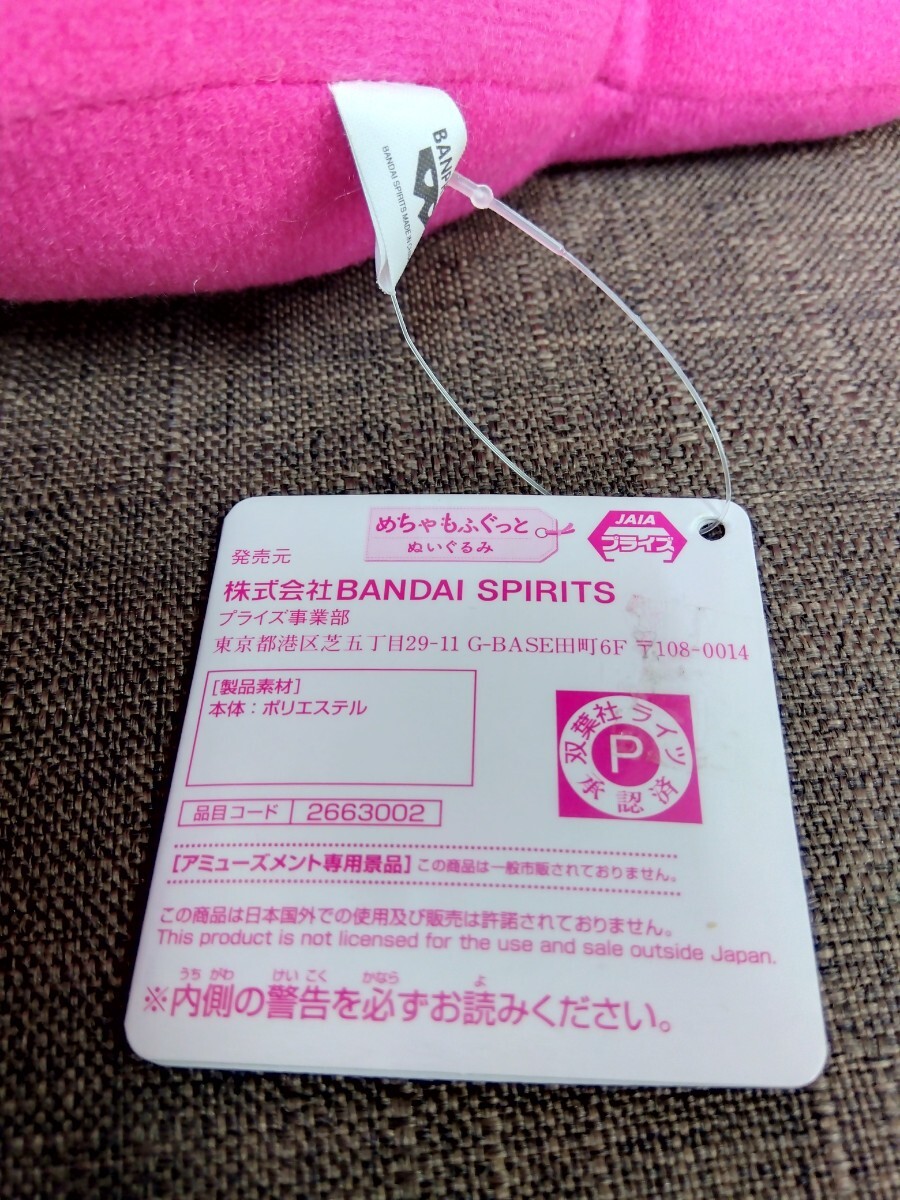 BANP
BANDAI SPIRITS MADE IN
めちゃもふぐっと
ぬいぐるみ
JAIA
プライズ
発売元
株式会社BANDAI SPIRITS
プライズ事業部
東京都港区芝五丁目29-11 G-BASE田町6F 〒108-0014
[製品素材]
本体：ポリエステル
双葉社 ライツ
P
承認済
品目コード 2663002
[アミューズメント専用景品] この商品は一般市販されておりません。
この商品は日本国外での使用及び販売は許諾されておりません。
This product is not licensed for the use and sale outside Japan.
うちがわ けいこく かなら よ
※内側の警告を必ずお読みください。